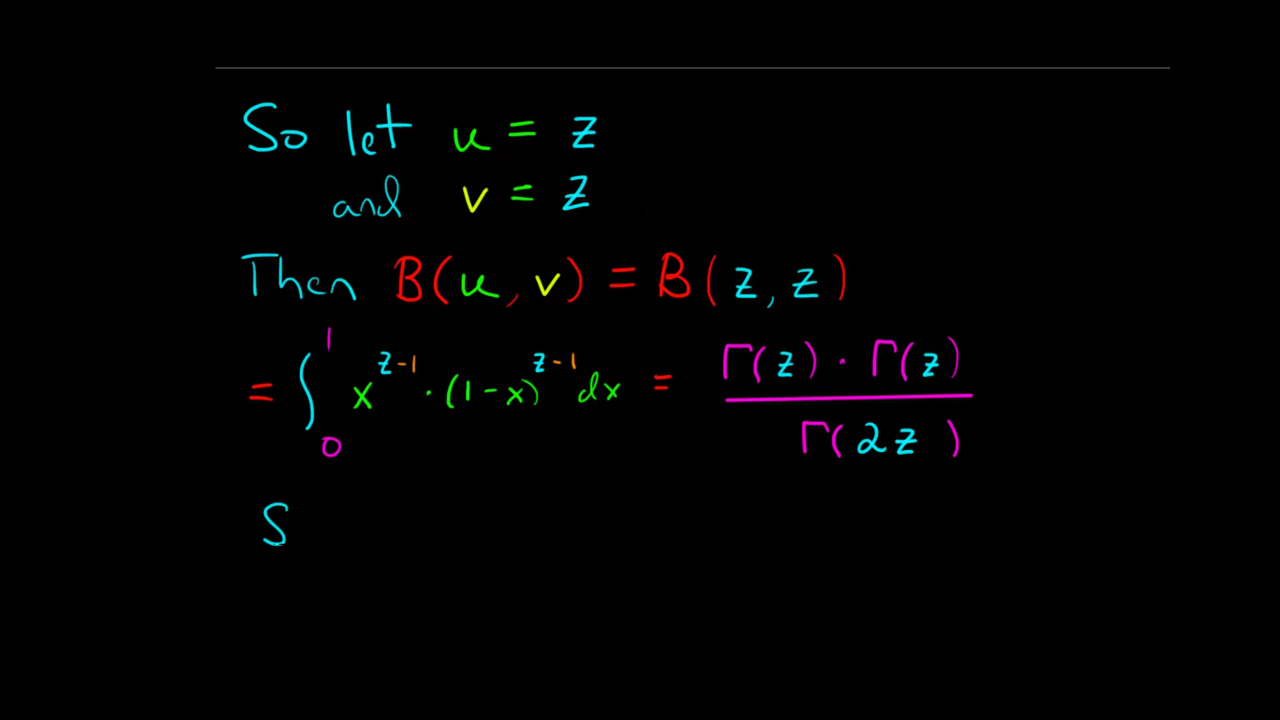 So let u = z
and v = z
Then B(u, v) = B(z, z)
= ∫₀¹ x^(z-1) · (1-x)^(z-1) dx = Γ(z) · Γ(z) / Γ(2z)
S